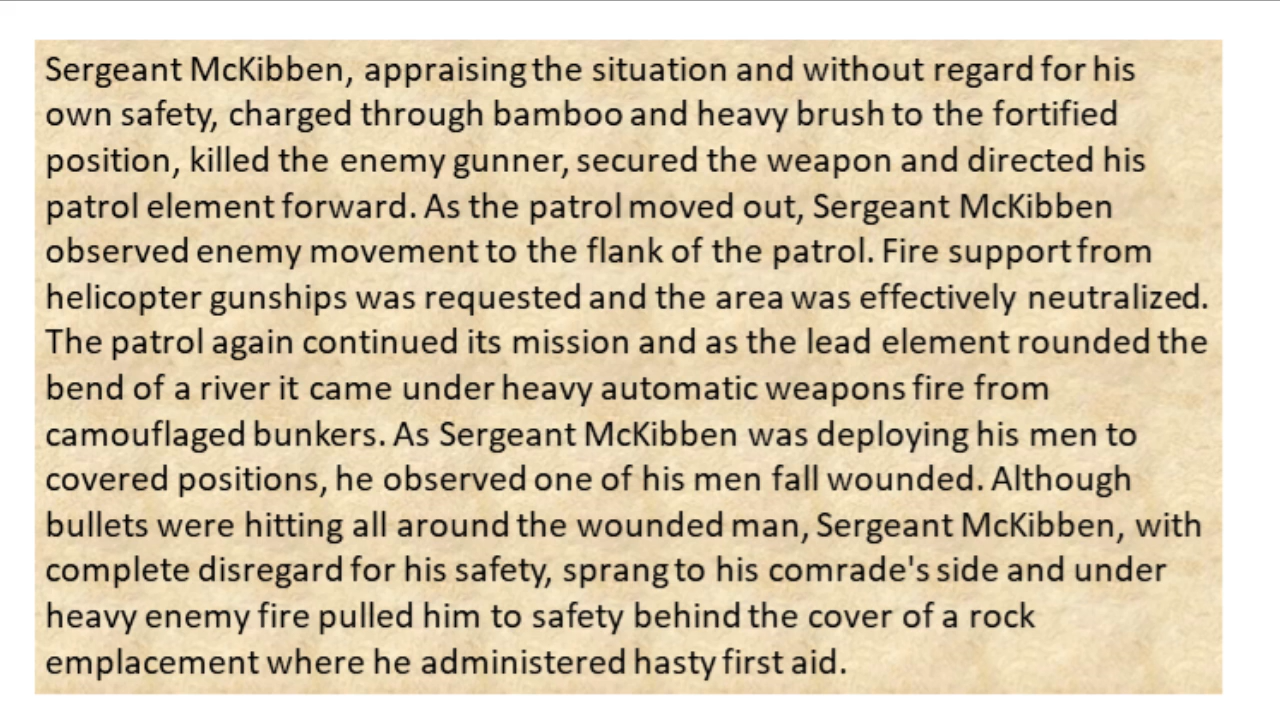 Sergeant McKibben, appraising the situation and without regard for his
own safety, charged through bamboo and heavy brush to the fortified
position, killed the enemy gunner, secured the weapon and directed his
patrol element forward. As the patrol moved out, Sergeant McKibben
observed enemy movement to the flank of the patrol. Fire support from
helicopter gunships was requested and the area was effectively neutralized.
The patrol again continued its mission and as the lead element rounded the
bend of a river it came under heavy automatic weapons fire from
camouflaged bunkers. As Sergeant McKibben was deploying his men to
covered positions, he observed one of his men fall wounded. Although
bullets were hitting all around the wounded man, Sergeant McKibben, with
complete disregard for his safety, sprang to his comrade's side and under
heavy enemy fire pulled him to safety behind the cover of a rock
emplacement where he administered hasty first aid.